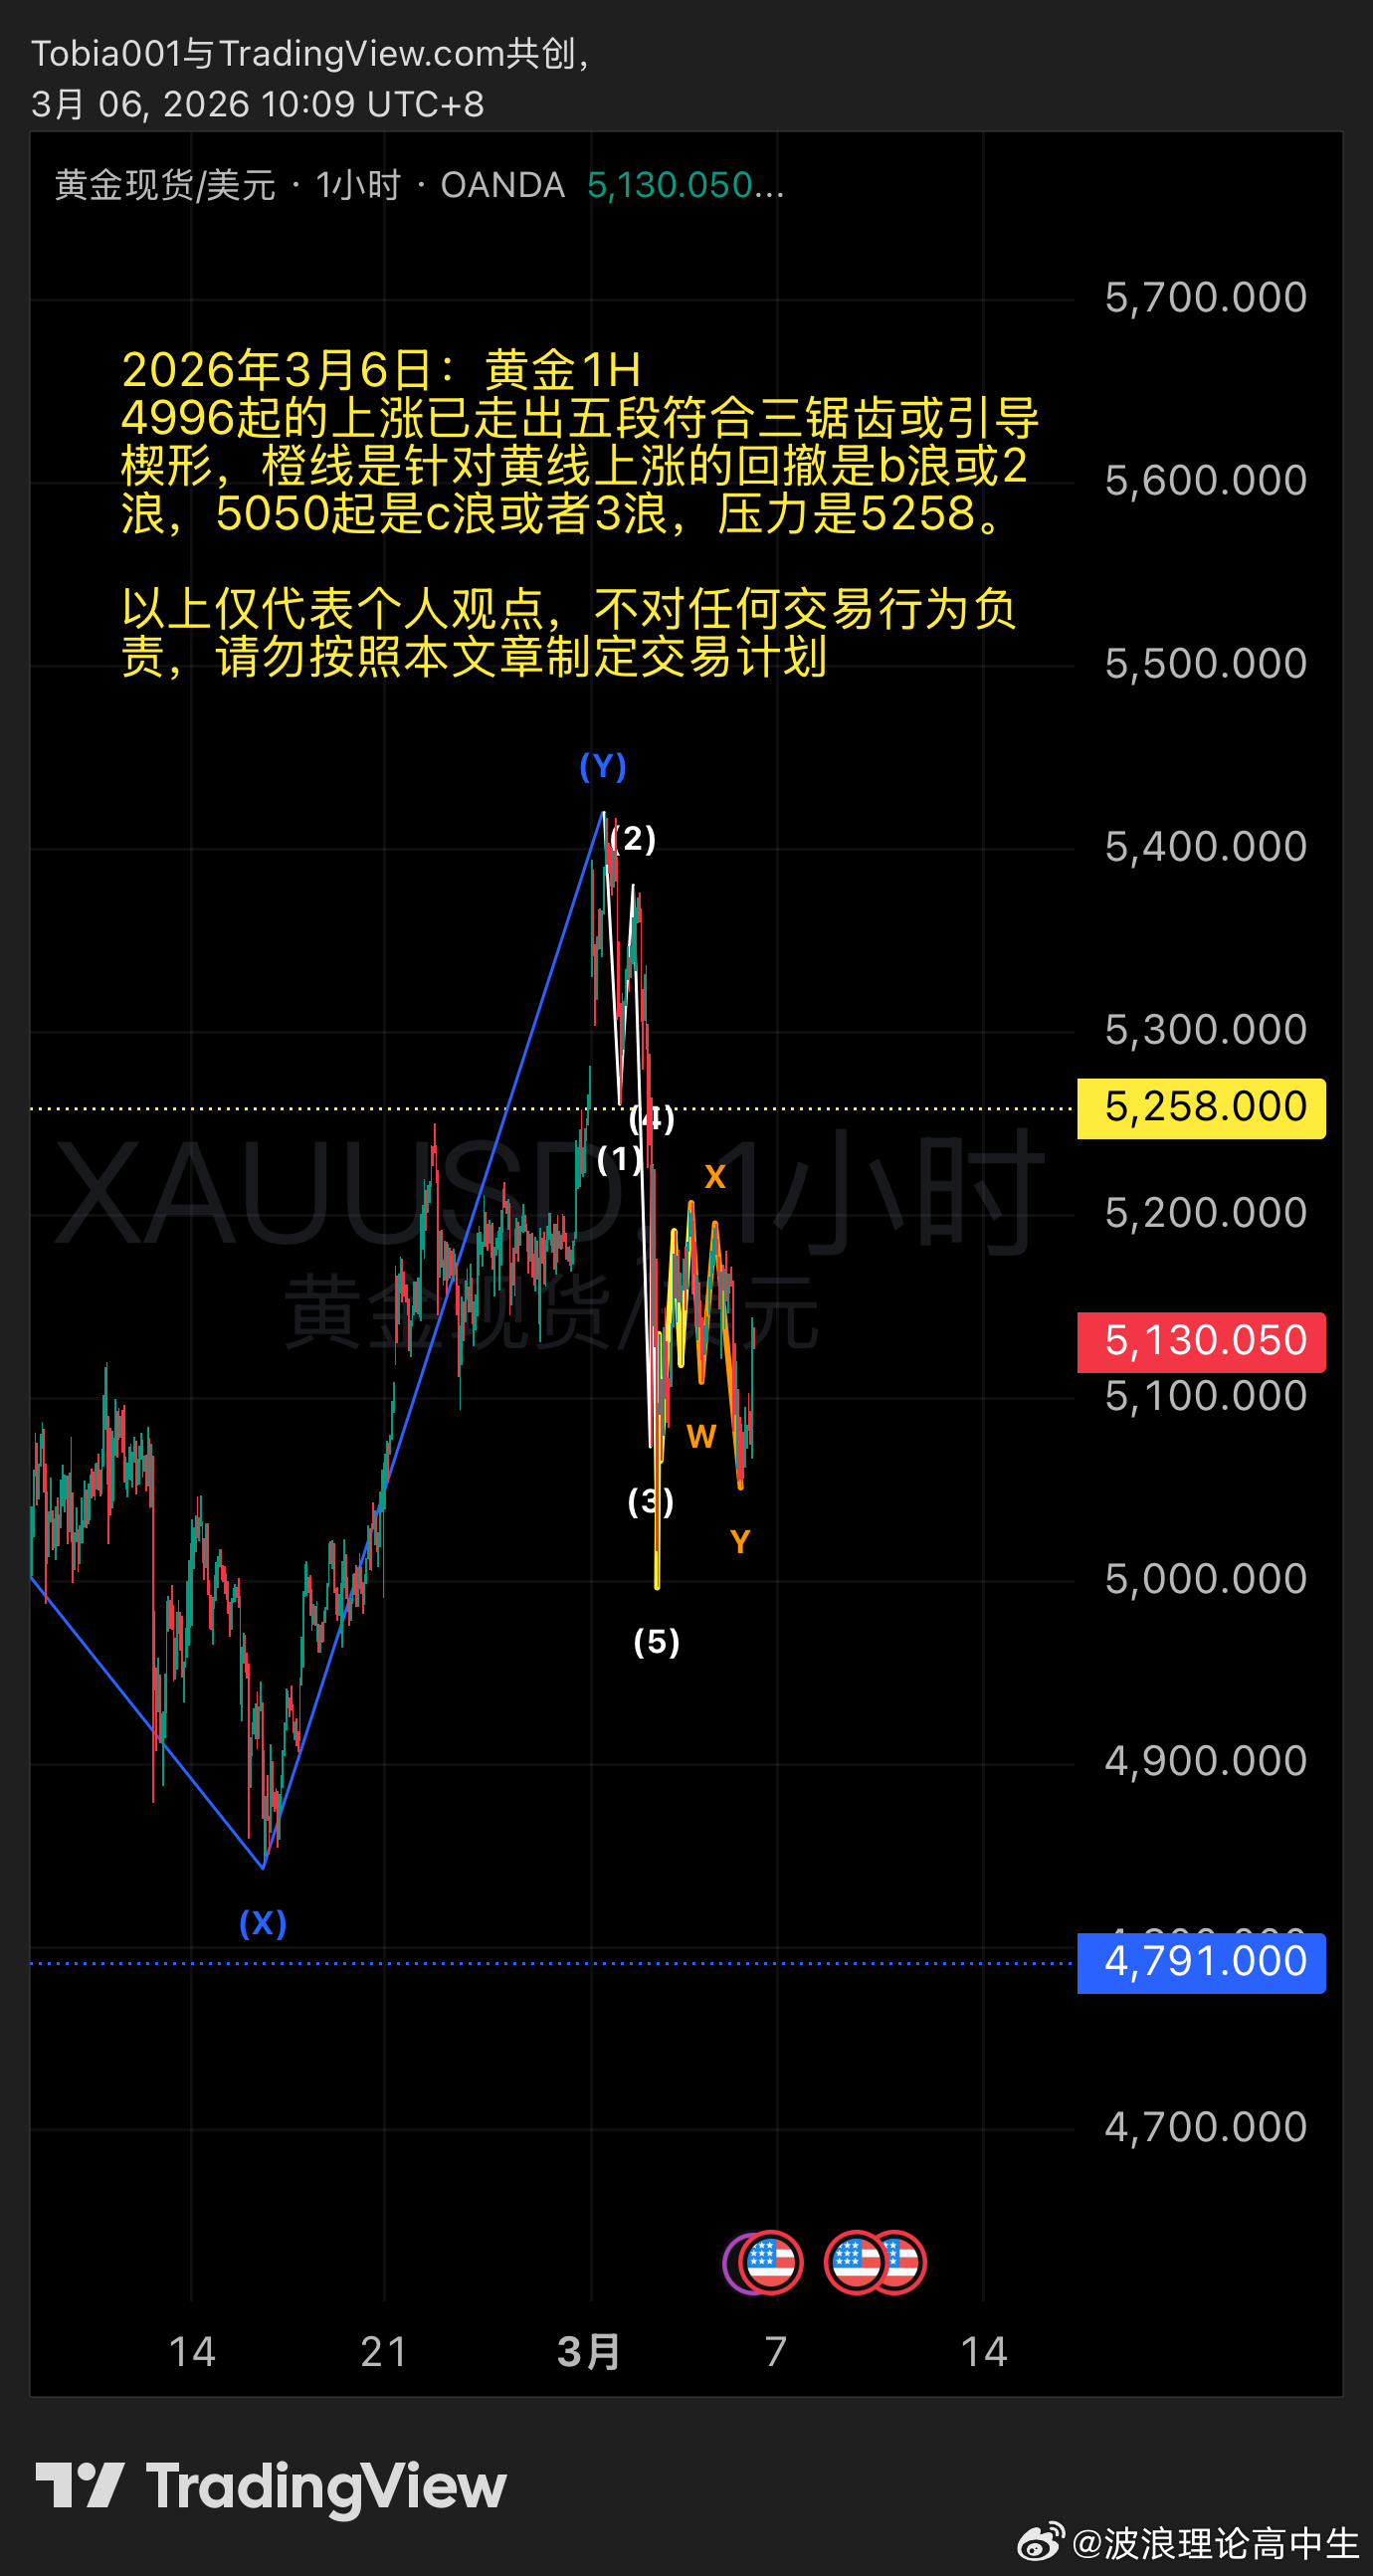 Tobia001与TradingView.com共创,
3月 06, 2026 10:09 UTC+8
黄金现货/美元 · 1小时 · OANDA 5,130.050...
5,700.000
2026年3月6日：黄金1H
4996起的上涨已走出五段符合三锯齿或引导
楔形，橙线是针对黄线上涨的回撤是b浪或2
浪，5050起是c浪或者3浪，压力是5258。
5,600.000
以上仅代表个人观点，不对任何交易行为负
责，请勿按照本文章制定交易计划
5,500.000
(Y)
(2)
5,400.000
5,300.000
5,258.000
(4)
(1)
XAUUSD, 1小时
X
5,200.000
黄金现货/美元
5,130.050
5,100.000
W
(3)
Y
5,000.000
(5)
4,900.000
(X)
4,791.000
4,700.000
14 21 3月 7 14
TradingView
@波浪理论高中生